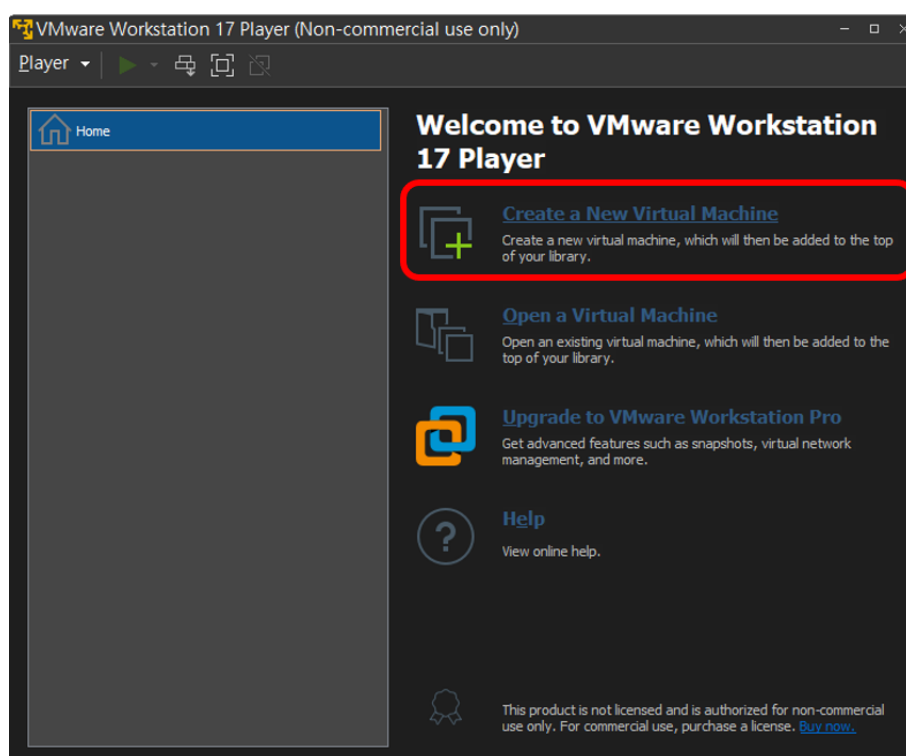 VMware Workstation 17 Player (Non-commercial use only)
Player
Home
Welcome to VMware Workstation
17 Player
Create a New Virtual Machine
Create a new virtual machine, which will then be added to the top
of your library.
Open a Virtual Machine
Open an existing virtual machine, which will then be added to the
top of your library.
Upgrade to VMware Workstation Pro
Get advanced features such as snapshots, virtual network
management, and more.
Help
View online help.
This product is not licensed and is authorized for non-commercial
use only. For commercial use, purchase a license. Buy now.